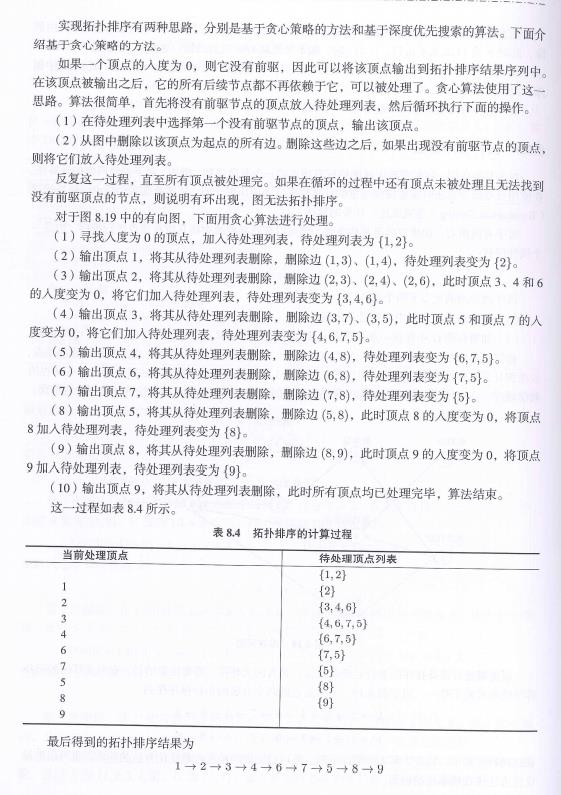 实现拓扑排序有两种思路，分别是基于贪心策略的方法和基于深度优先搜索的算法。下面介
绍基于贪心策略的方法。
如果一个顶点的入度为 0，则它没有前驱，因此可以将该顶点输出到拓扑排序结果序列中。
在该顶点被输出之后，它的所有后续节点都不再依赖于它，可以被处理了。贪心算法使用了这一
思路。算法很简单，首先将没有前驱节点的顶点放入待处理列表，然后循环执行下面的操作。
（1）在待处理列表中选择第一个没有前驱节点的顶点，输出该顶点。
（2）从图中删除以该顶点为起点的所有边。删除这些边之后，如果出现没有前驱节点的顶点，
则将它们放入待处理列表。
反复这一过程，直至所有顶点被处理完。如果在循环的过程中还有顶点未被处理且无法找到
没有前驱顶点的节点，则说明有环出现，图无法拓扑排序。
对于图 8.19 中的有向图，下面用贪心算法进行处理。
（1）寻找入度为 0 的顶点，加入待处理列表，待处理列表为 {1,2}。
（2）输出顶点 1，将其从待处理列表删除，删除边 (1,3)、(1,4)，待处理列表变为 {2}。
（3）输出顶点 2，将其从待处理列表删除，删除边 (2,3)、(2,4)、(2,6)，此时顶点 3、4 和 6
的入度变为 0，将它们加入待处理列表，待处理列表变为 {3,4,6}。
（4）输出顶点 3，将其从待处理列表删除，删除边 (3,7)、(3,5)，此时顶点 5 和顶点 7 的入
度变为 0，将它们加入待处理列表，待处理列表变为 {4,6,7,5}。
（5）输出顶点 4，将其从待处理列表删除，删除边 (4,8)，待处理列表变为 {6,7,5}。
（6）输出顶点 6，将其从待处理列表删除，删除边 (6,8)，待处理列表变为 {7,5}。
（7）输出顶点 7，将其从待处理列表删除，删除边 (7,8)，待处理列表变为 {5}。
（8）输出顶点 5，将其从待处理列表删除，删除边 (5,8)，此时顶点 8 的入度变为 0，将顶点
8 加入待处理列表，待处理列表变为 {8}。
（9）输出顶点 8，将其从待处理列表删除，删除边 (8,9)，此时顶点 9 的入度变为 0，将顶点
9 加入待处理列表，待处理列表变为 {9}。
（10）输出顶点 9，将其从待处理列表删除，此时所有顶点均已处理完毕，算法结束。
这一过程如表 8.4 所示。
表 8.4 拓扑排序的计算过程
当前处理顶点 待处理顶点列表
{1,2}
1 {2}
2 {3,4,6}
3 {4,6,7,5}
4 {6,7,5}
6 {7,5}
7 {5}
5 {8}
8 {9}
9
最后得到的拓扑排序结果为
1→2→3→4→6→7→5→8→9